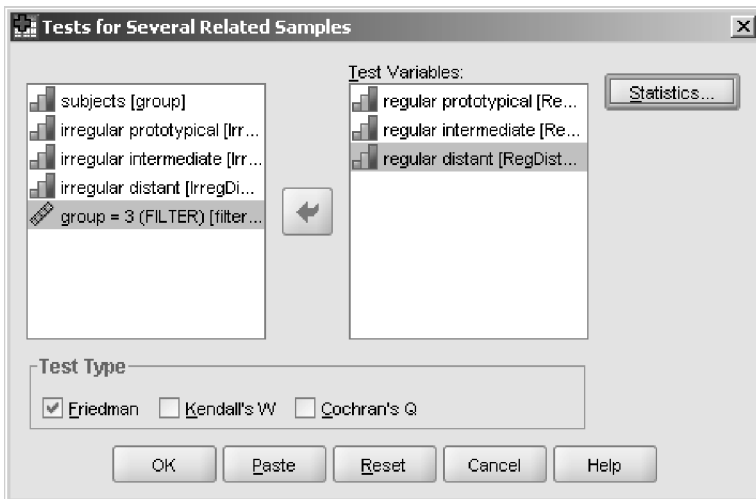 Tests for Several Related Samples
subjects [group]
irregular prototypical [Irr...
irregular intermediate [Irr...
irregular distant [IrregDi...
group = 3 (FILTER) [filter...
Test Variables:
regular prototypical [Re...
regular intermediate [Re...
regular distant [RegDist...
Statistics...
Test Type
Friedman Kendall's W Cochran's Q
OK Paste Reset Cancel Help